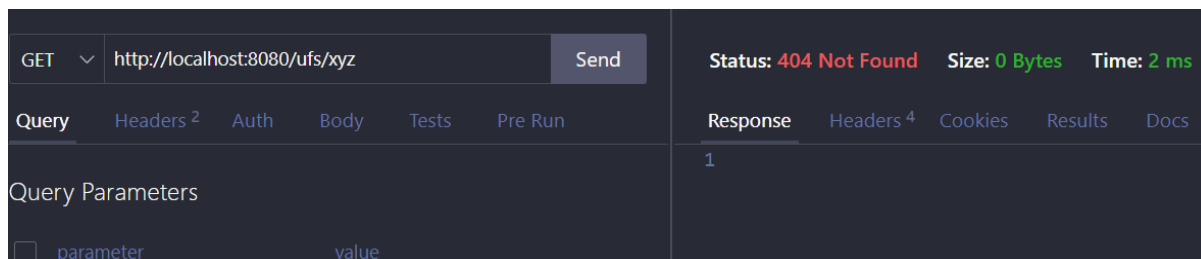 GET http://localhost:8080/ufs/xyz Send
Status: 404 Not Found Size: 0 Bytes Time: 2 ms
Query Headers 2 Auth Body Tests Pre Run
Response Headers 4 Cookies Results Docs
1
Query Parameters
parameter value